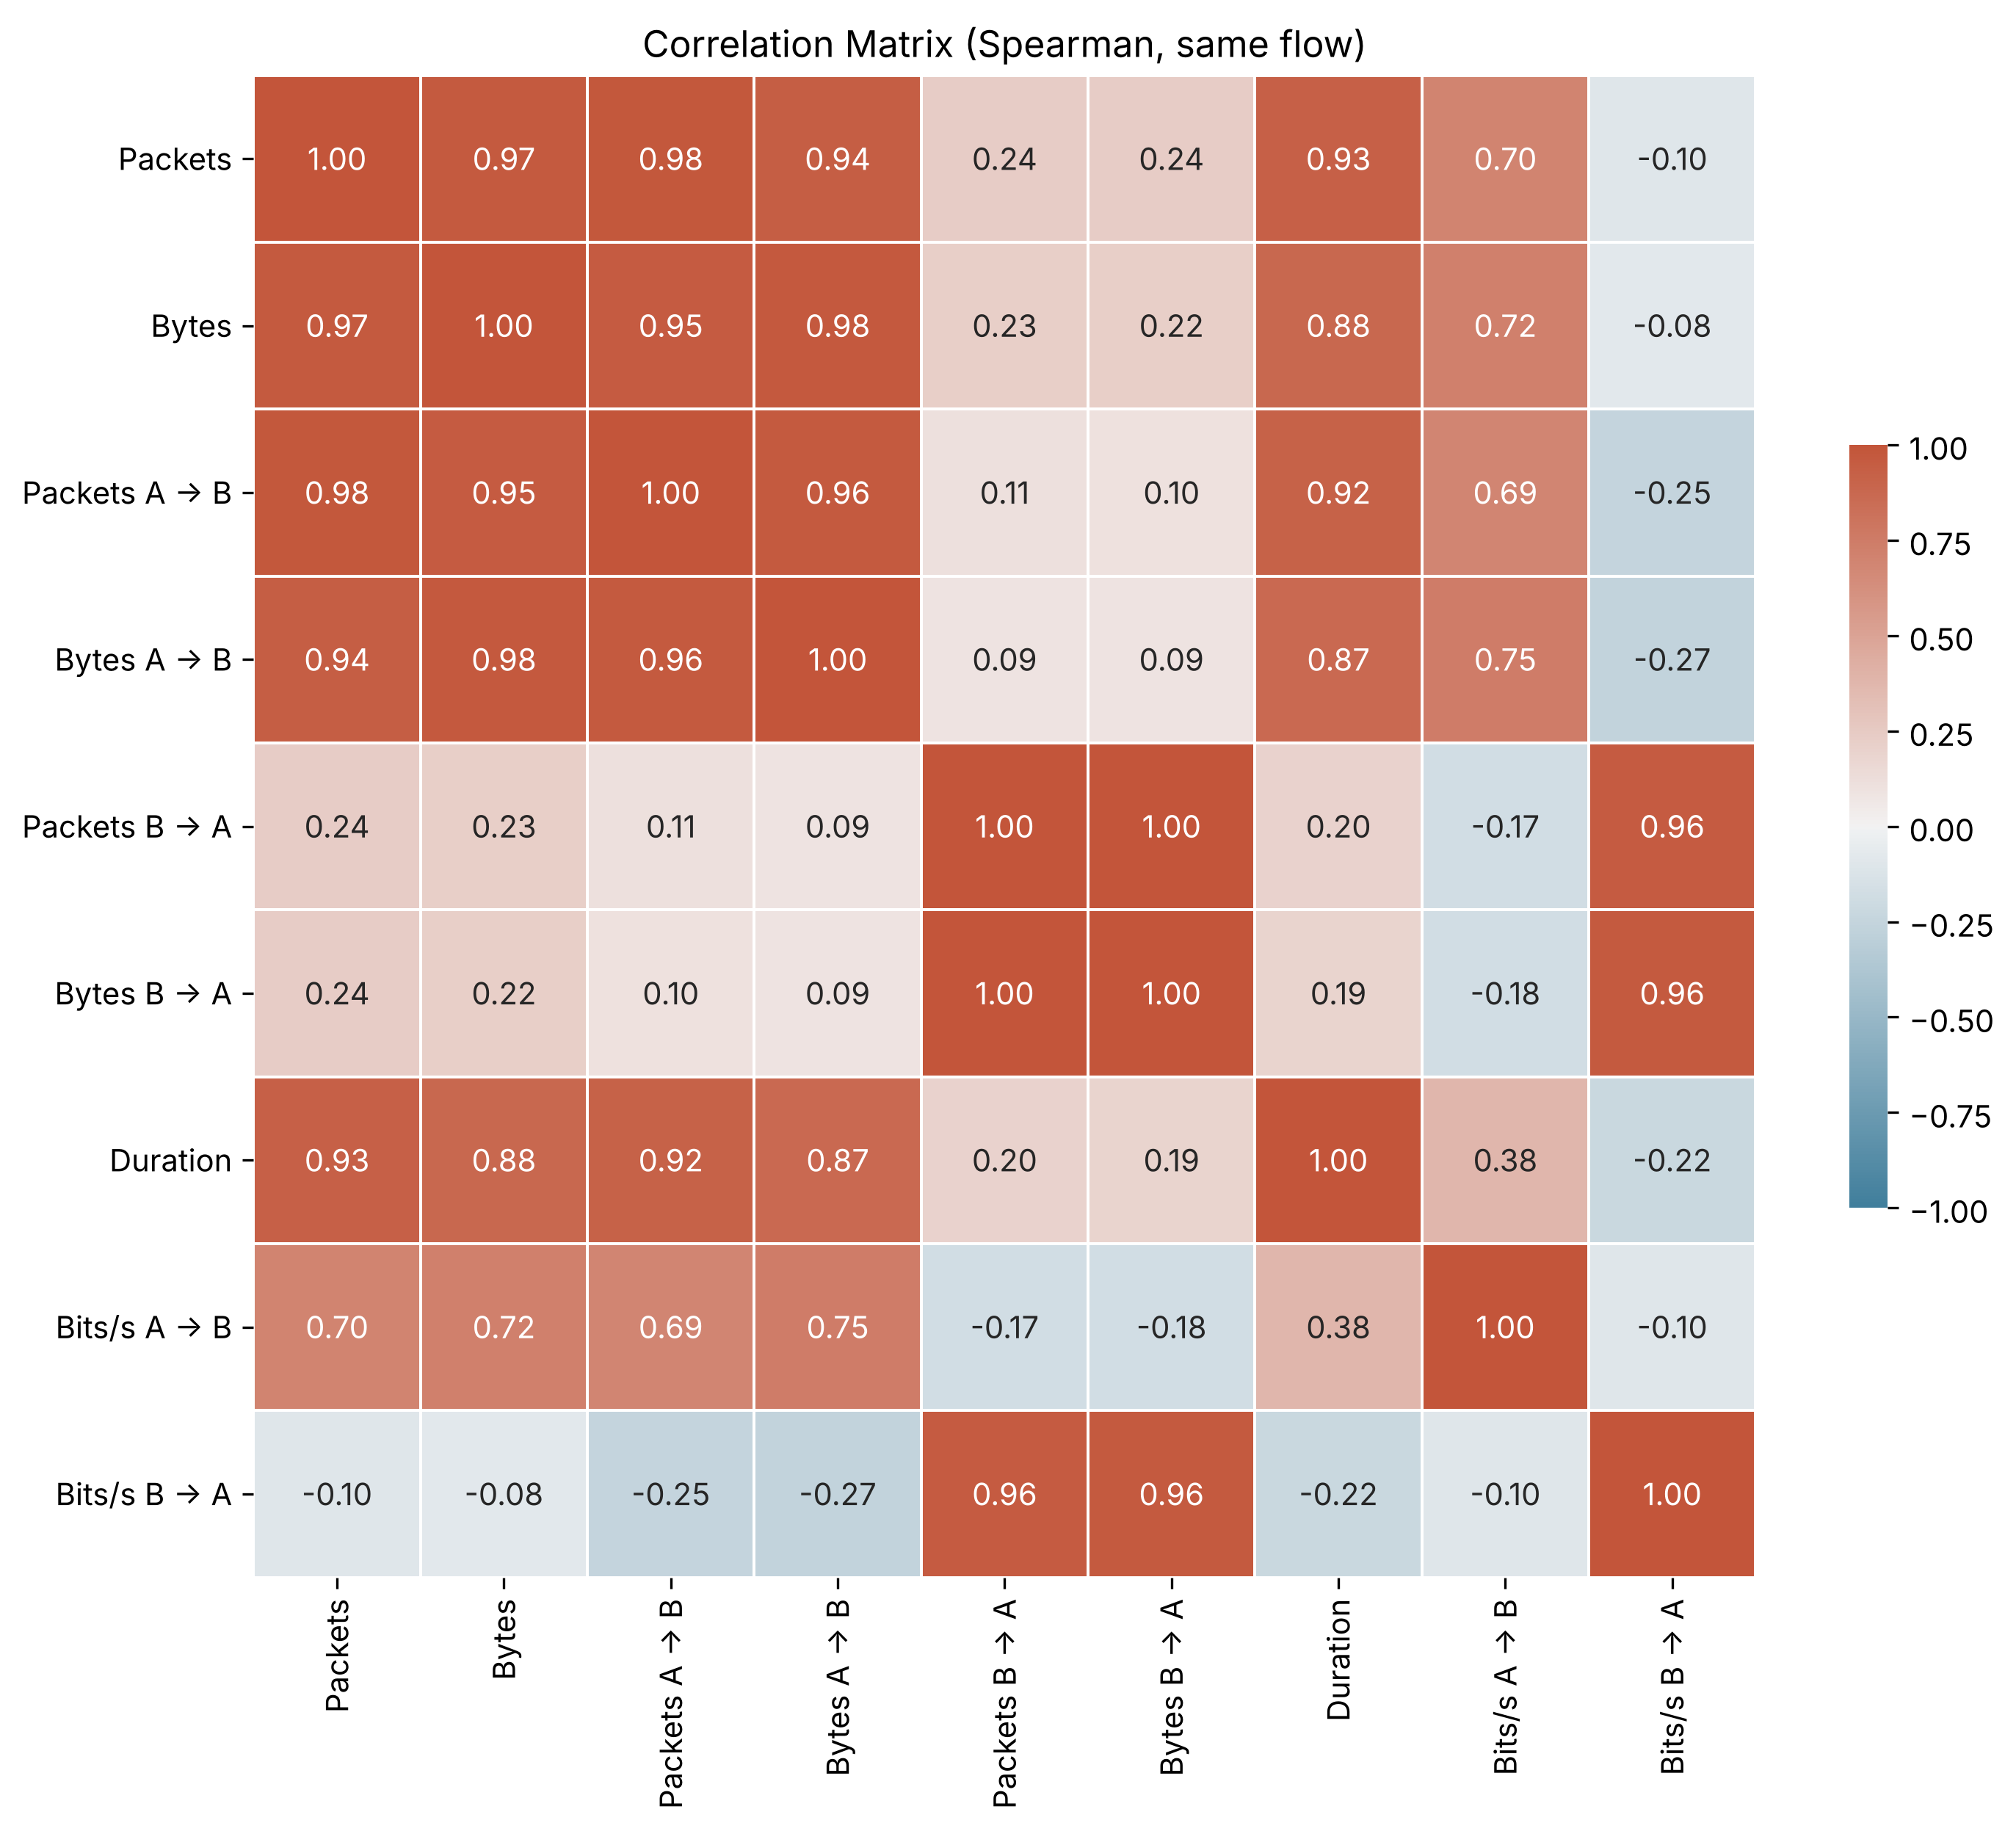 Correlation Matrix (Spearman, same flow)
Packets 1.00 0.97 0.98 0.94 0.24 0.24 0.93 0.70 -0.10
Bytes 0.97 1.00 0.95 0.98 0.23 0.22 0.88 0.72 -0.08
Packets A → B 0.98 0.95 1.00 0.96 0.11 0.10 0.92 0.69 -0.25
Bytes A → B 0.94 0.98 0.96 1.00 0.09 0.09 0.87 0.75 -0.27
Packets B → A 0.24 0.23 0.11 0.09 1.00 1.00 0.20 -0.17 0.96
Bytes B → A 0.24 0.22 0.10 0.09 1.00 1.00 0.19 -0.18 0.96
Duration 0.93 0.88 0.92 0.87 0.20 0.19 1.00 0.38 -0.22
Bits/s A → B 0.70 0.72 0.69 0.75 -0.17 -0.18 0.38 1.00 -0.10
Bits/s B → A -0.10 -0.08 -0.25 -0.27 0.96 0.96 -0.22 -0.10 1.00
Packets
Bytes
Packets A → B
Bytes A → B
Packets B → A
Bytes B → A
Duration
Bits/s A → B
Bits/s B → A
1.00
0.75
0.50
0.25
0.00
−0.25
−0.50
−0.75
−1.00